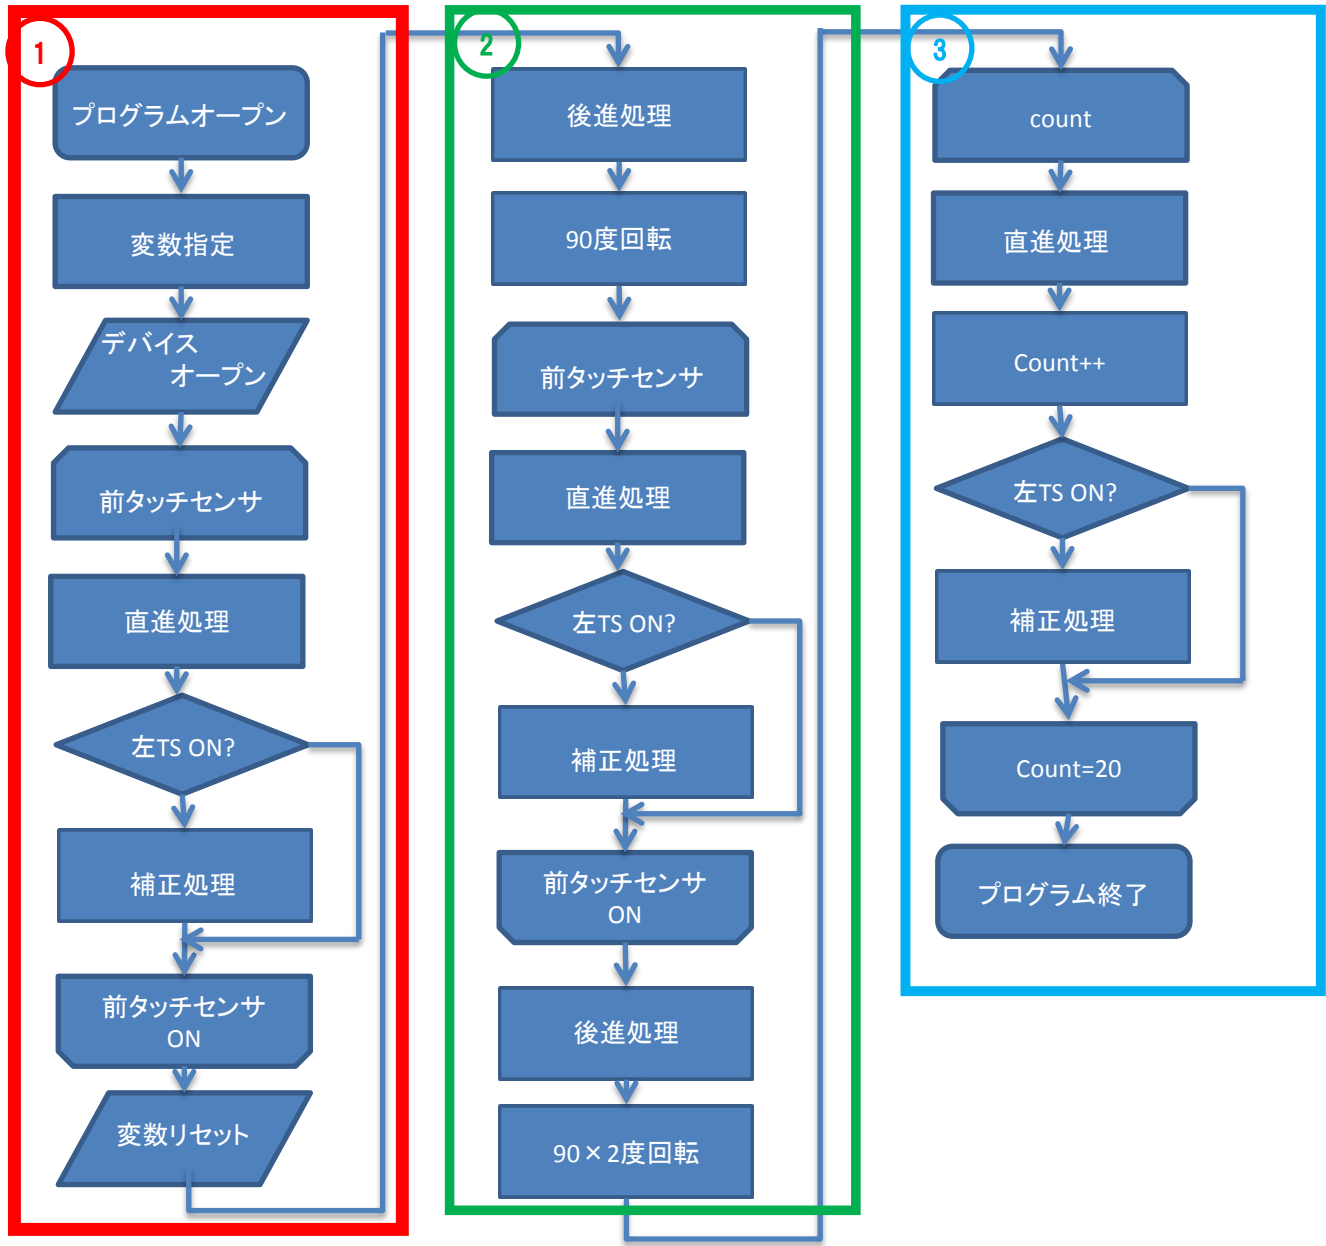 1
プログラムオープン
変数指定
デバイス
オープン
前タッチセンサ
直進処理
左TS ON?
補正処理
前タッチセンサ
ON
変数リセット
2
後進処理
90度回転
前タッチセンサ
直進処理
左TS ON?
補正処理
前タッチセンサ
ON
後進処理
90×2度回転
3
count
直進処理
Count++
左TS ON?
補正処理
Count=20
プログラム終了